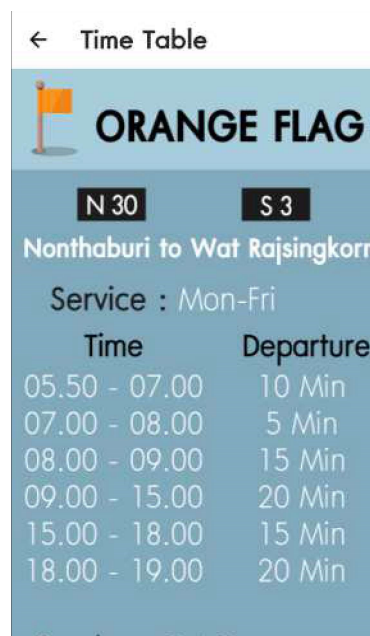 Time Table
ORANGE FLAG
N 30 S 3
Nonthaburi to Wat Rajsingkorn
Service : Mon-Fri
Time Departure
05.50 - 07.00 10 Min
07.00 - 08.00 5 Min
08.00 - 09.00 15 Min
09.00 - 15.00 20 Min
15.00 - 18.00 15 Min
18.00 - 19.00 20 Min